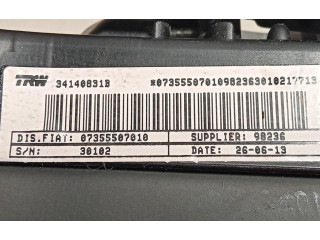 TRW 34140831B *07355507010982363010217713
DIS.FIAT: 07355507010 SUPPLIER: 98236
S/N: 30102 DATE: 26-06-13